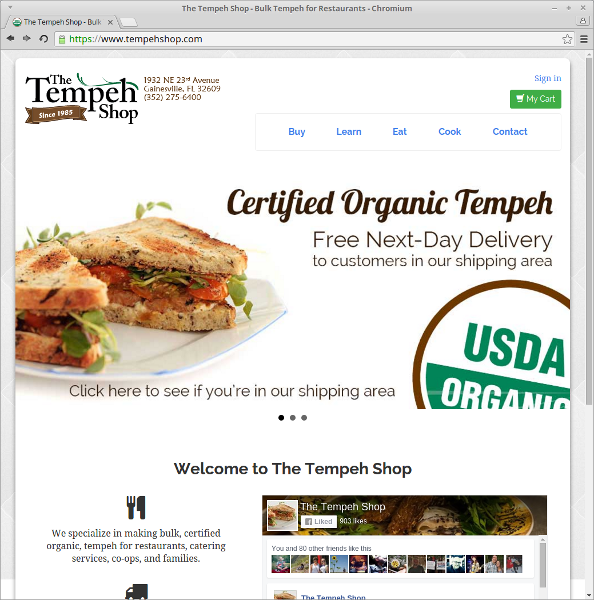 The Tempeh Shop - Bulk Tempeh for Restaurants - Chromium
The Tempeh Shop - Bulk
https://www.tempehshop.com
The
Tempeh
Shop
Since 1985
1932 NE 23rd Avenue
Gainesville, FL 32609
(352) 275-6400
Sign in
My Cart
Buy Learn Eat Cook Contact
Certified Organic Tempeh
Free Next-Day Delivery
to customers in our shipping area
USDA
ORGANIC
Click here to see if you're in our shipping area
Welcome to The Tempeh Shop
We specialize in making bulk, certified
organic, tempeh for restaurants, catering
services, co-ops, and families.
The Tempeh Shop
Liked 903 likes
You and 80 other friends like this
The Tempeh Shop